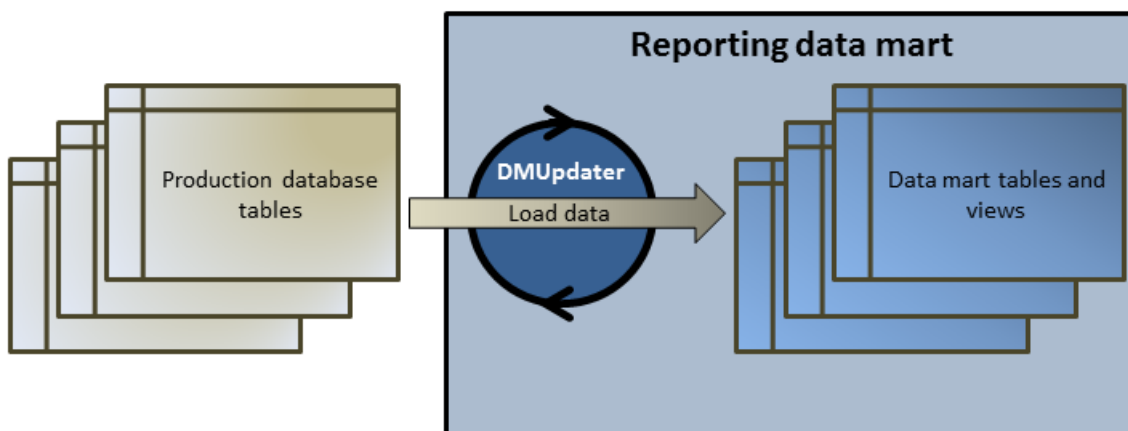 Reporting data mart
Production database
tables
DMUpdater
Load data
Data mart tables and
views